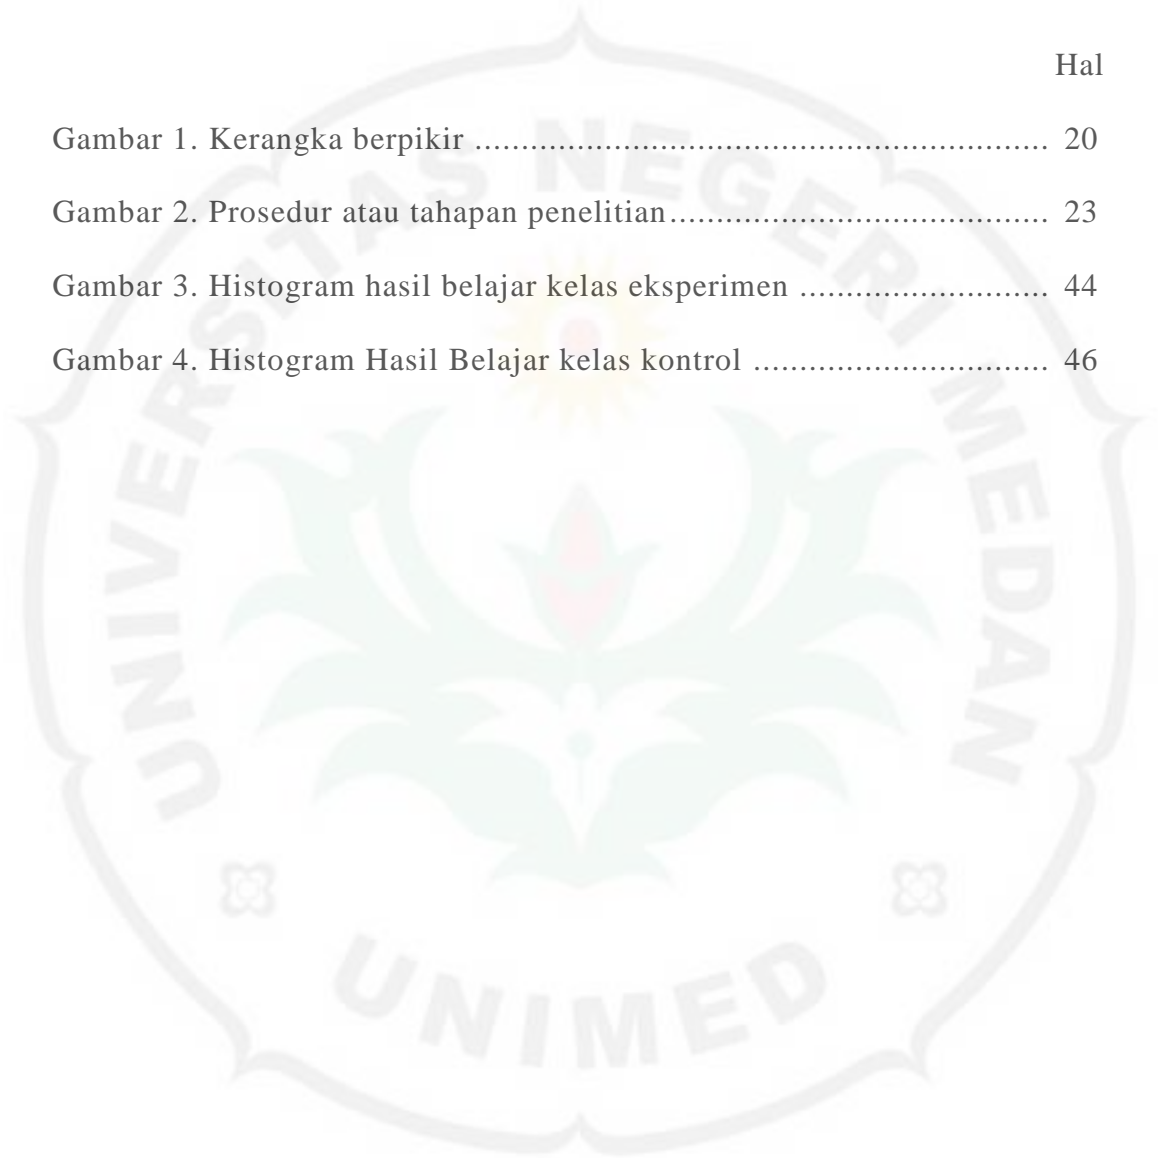 Hal
Gambar 1. Kerangka berpikir .............................................................. 20
Gambar 2. Prosedur atau tahapan penelitian......................................... 23
Gambar 3. Histogram hasil belajar kelas eksperimen ........................... 44
Gambar 4. Histogram Hasil Belajar kelas kontrol ................................ 46
UNIVERSITAS NEGERI MEDAN
UNIMED